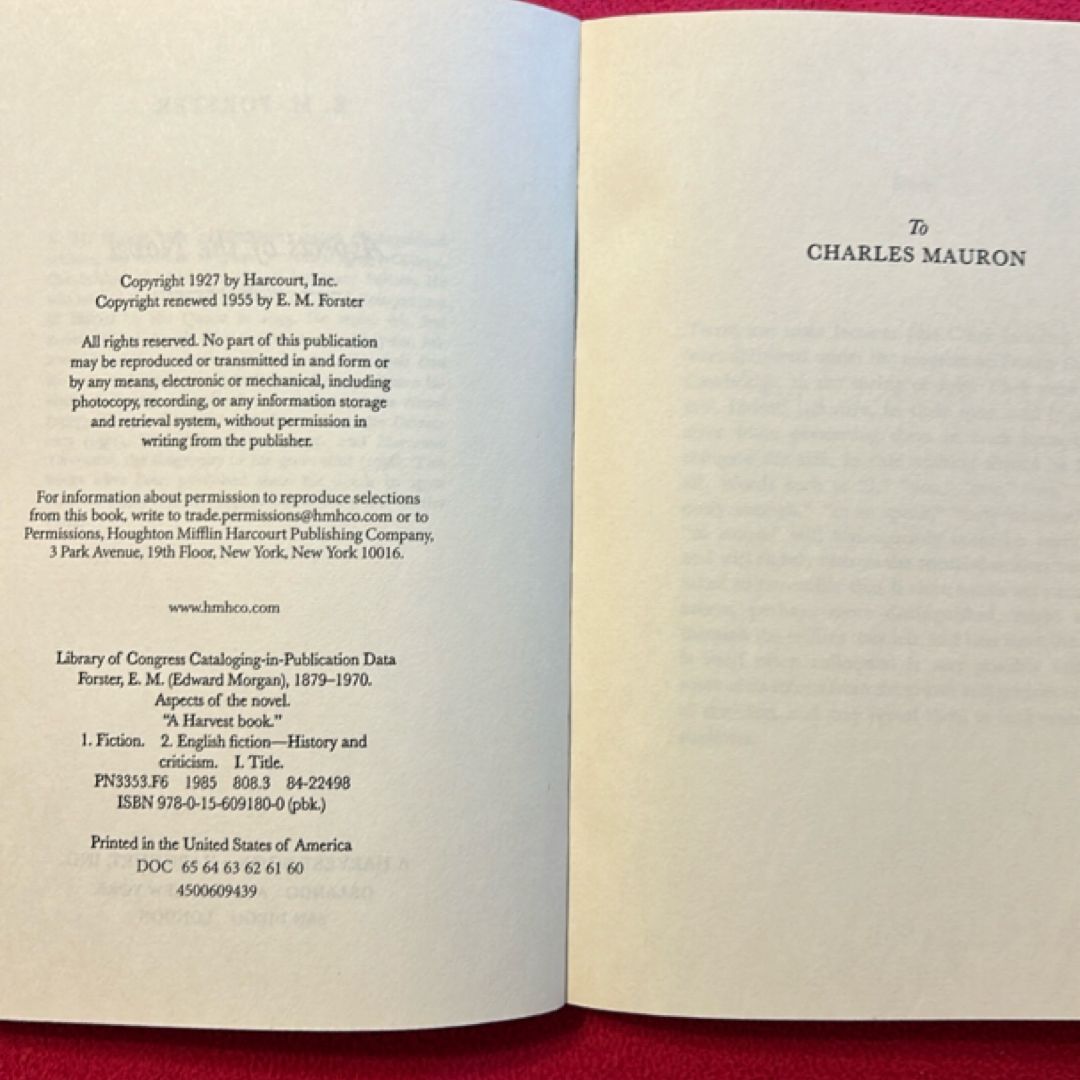 Copyright 1927 by Harcourt, Inc.
Copyright renewed 1955 by E. M. Forster
All rights reserved. No part of this publication
may be reproduced or transmitted in and form or
by any means, electronic or mechanical, including
photocopy, recording, or any information storage
and retrieval system, without permission in
writing from the publisher.
For information about permission to reproduce selections
from this book, write to trade.permissions@hmhco.com or to
Permissions, Houghton Mifflin Harcourt Publishing Company,
3 Park Avenue, 19th Floor, New York, New York 10016.
www.hmhco.com
Library of Congress Cataloging-in-Publication Data
Forster, E. M. (Edward Morgan), 1879–1970.
Aspects of the novel.
“A Harvest book.”
1. Fiction. 2. English fiction—History and
criticism. I. Title.
PN3353.F6 1985 808.3 84-22498
ISBN 978-0-15-609180-0 (pbk.)
Printed in the United States of America
DOC 65 64 63 62 61 60
4500609439
To
CHARLES MAURON